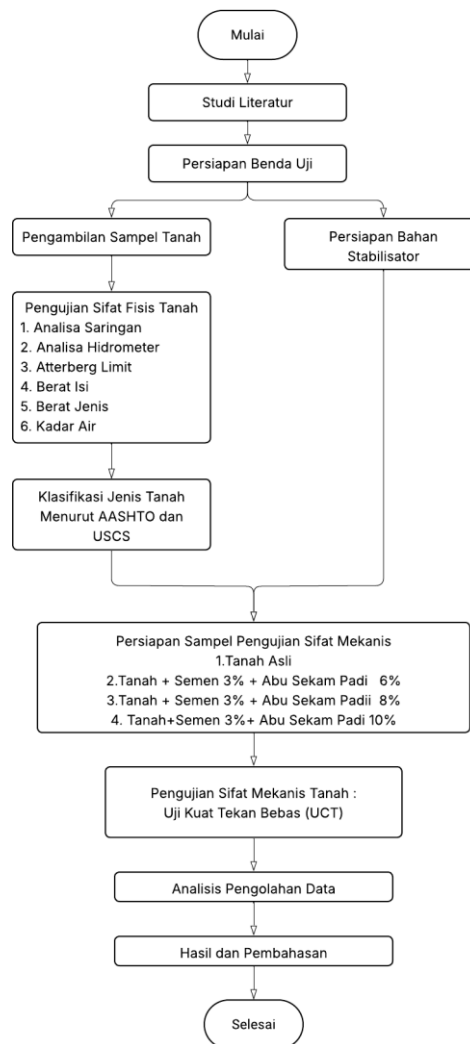 Mulai
Studi Literatur
Persiapan Benda Uji
Pengambilan Sampel Tanah
Persiapan Bahan
Stabilisator
Pengujian Sifat Fisis Tanah
1. Analisa Saringan
2. Analisa Hidrometer
3. Atterberg Limit
4. Berat Isi
5. Berat Jenis
6. Kadar Air
Klasifikasi Jenis Tanah
Menurut AASHTO dan
USCS
Persiapan Sampel Pengujian Sifat Mekanis
1.Tanah Asli
2.Tanah + Semen 3% + Abu Sekam Padi 6%
3.Tanah + Semen 3% + Abu Sekam Padii 8%
4. Tanah+Semen 3%+ Abu Sekam Padi 10%
Pengujian Sifat Mekanis Tanah :
Uji Kuat Tekan Bebas (UCT)
Analisis Pengolahan Data
Hasil dan Pembahasan
Selesai